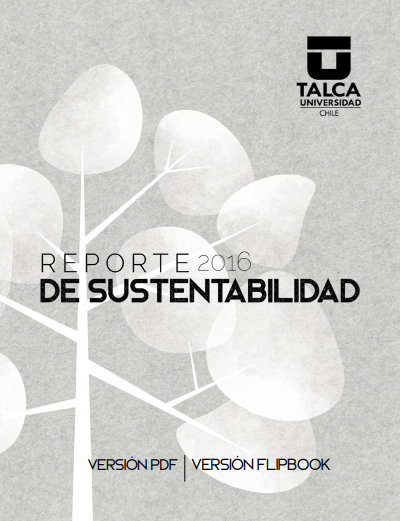 TALCA
UNIVERSIDAD
CHILE
REPORTE 2016
DE SUSTENTABILIDAD
VERSIÓN PDF | VERSIÓN FLIPBOOK